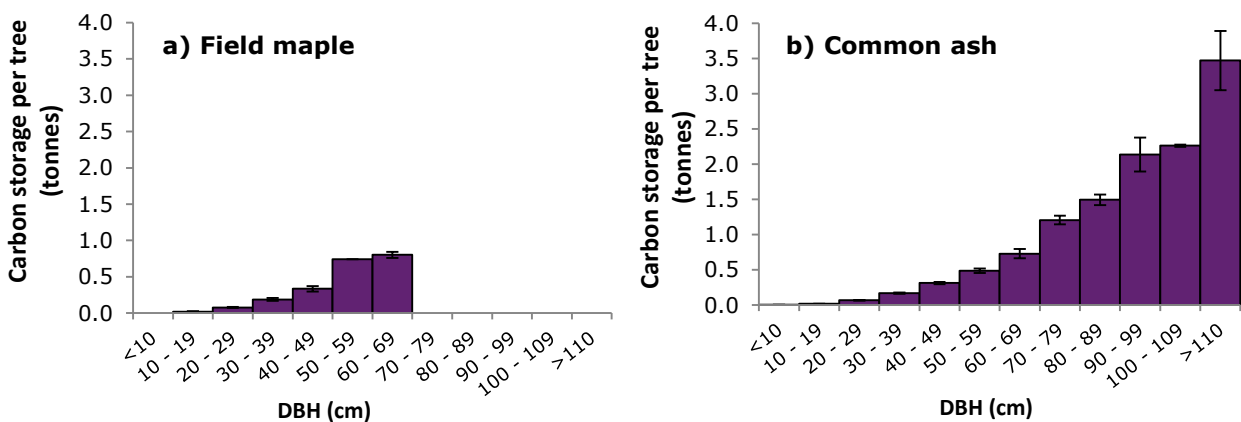 a) Field maple
Carbon storage per tree
(tonnes)
4.0
3.5
3.0
2.5
2.0
1.5
1.0
0.5
0.0
<10
10 - 19
20 - 29
30 - 39
40 - 49
50 - 59
60 - 69
70 - 79
80 - 89
90 - 99
100 - 109
>110
DBH (cm)
b) Common ash
Carbon storage per tree
(tonnes)
4.0
3.5
3.0
2.5
2.0
1.5
1.0
0.5
0.0
<10
10 - 19
20 - 29
30 - 39
40 - 49
50 - 59
60 - 69
70 - 79
80 - 89
90 - 99
100 - 109
>110
DBH (cm)